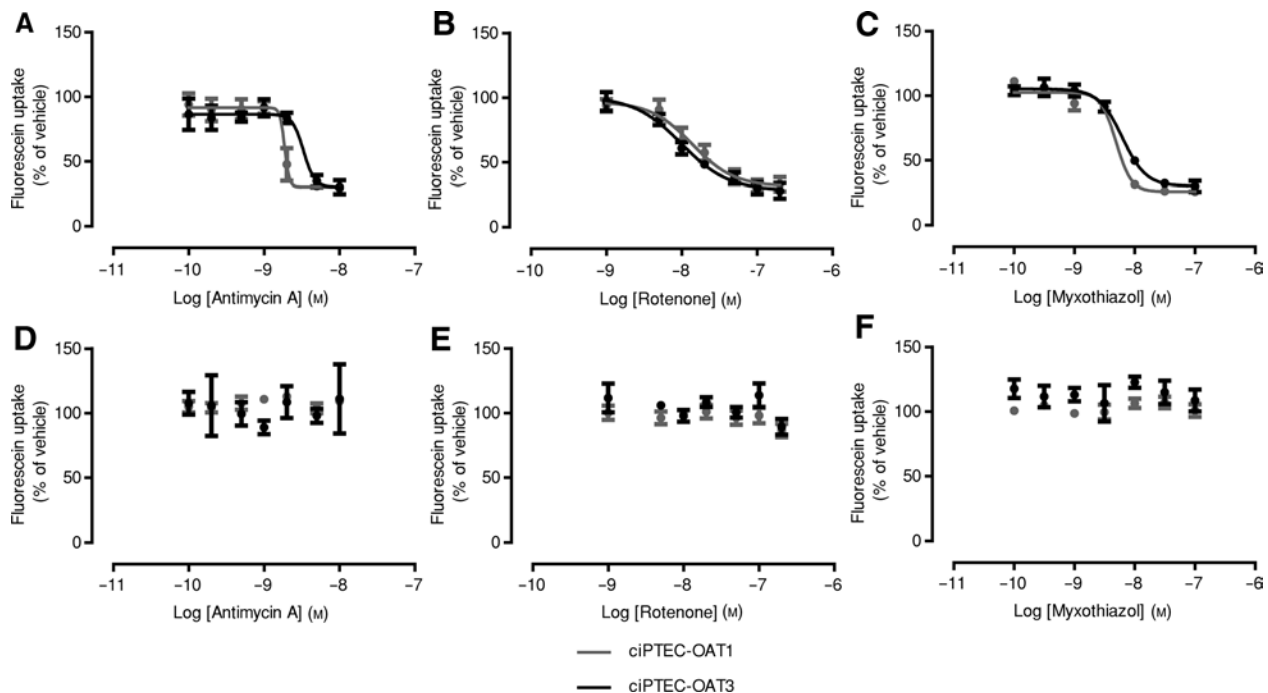 A
Fluorescein uptake
(% of vehicle)
150
100
50
0
−11 −10 −9 −8 −7
Log [Antimycin A] (M)
B
Fluorescein uptake
(% of vehicle)
150
100
50
0
−10 −9 −8 −7 −6
Log [Rotenone] (M)
C
Fluorescein uptake
(% of vehicle)
150
100
50
0
−11 −10 −9 −8 −7 −6
Log [Myxothiazol] (M)
D
Fluorescein uptake
(% of vehicle)
150
100
50
0
−11 −10 −9 −8 −7
Log [Antimycin A] (M)
E
Fluorescein uptake
(% of vehicle)
150
100
50
0
−10 −9 −8 −7 −6
Log [Rotenone] (M)
F
Fluorescein uptake
(% of vehicle)
150
100
50
0
−11 −10 −9 −8 −7 −6
Log [Myxothiazol] (M)
ciPTEC-OAT1
ciPTEC-OAT3